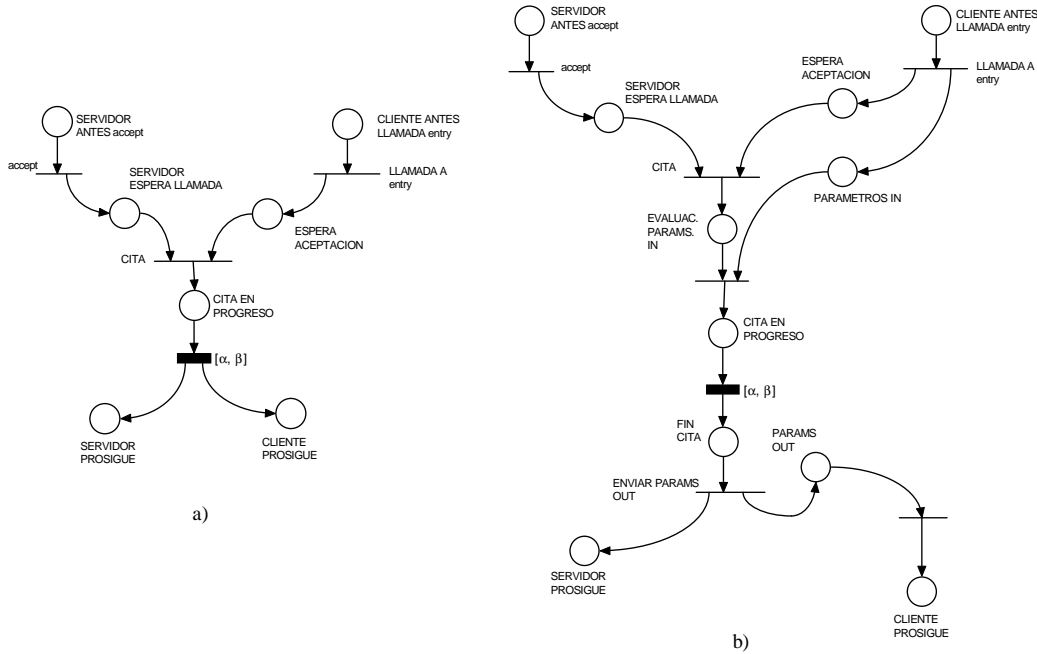 SERVIDOR
ANTES accept
CLIENTE ANTES
LLAMADA entry
accept
SERVIDOR
ESPERA LLAMADA
LLAMADA A
entry
ESPERA
ACEPTACION
CITA
CITA EN
PROGRESO
[α, β]
SERVIDOR
PROSIGUE
CLIENTE
PROSIGUE
a)
SERVIDOR
ANTES accept
CLIENTE ANTES
LLAMADA entry
accept
ESPERA
ACEPTACION
LLAMADA A
entry
SERVIDOR
ESPERA LLAMADA
CITA
PARAMETROS IN
EVALUAC.
PARAMS.
IN
CITA EN
PROGRESO
[α, β]
FIN
CITA
PARAMS
OUT
ENVIAR PARAMS
OUT
SERVIDOR
PROSIGUE
CLIENTE
PROSIGUE
b)